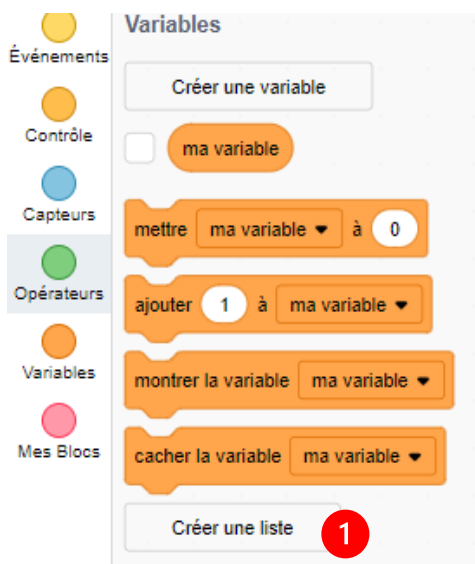 Événements
Contrôle
Capteurs
Opérateurs
Variables
Mes Blocs
Variables
Créer une variable
ma variable
mettre ma variable à 0
ajouter 1 à ma variable
montrer la variable ma variable
cacher la variable ma variable
Créer une liste 1